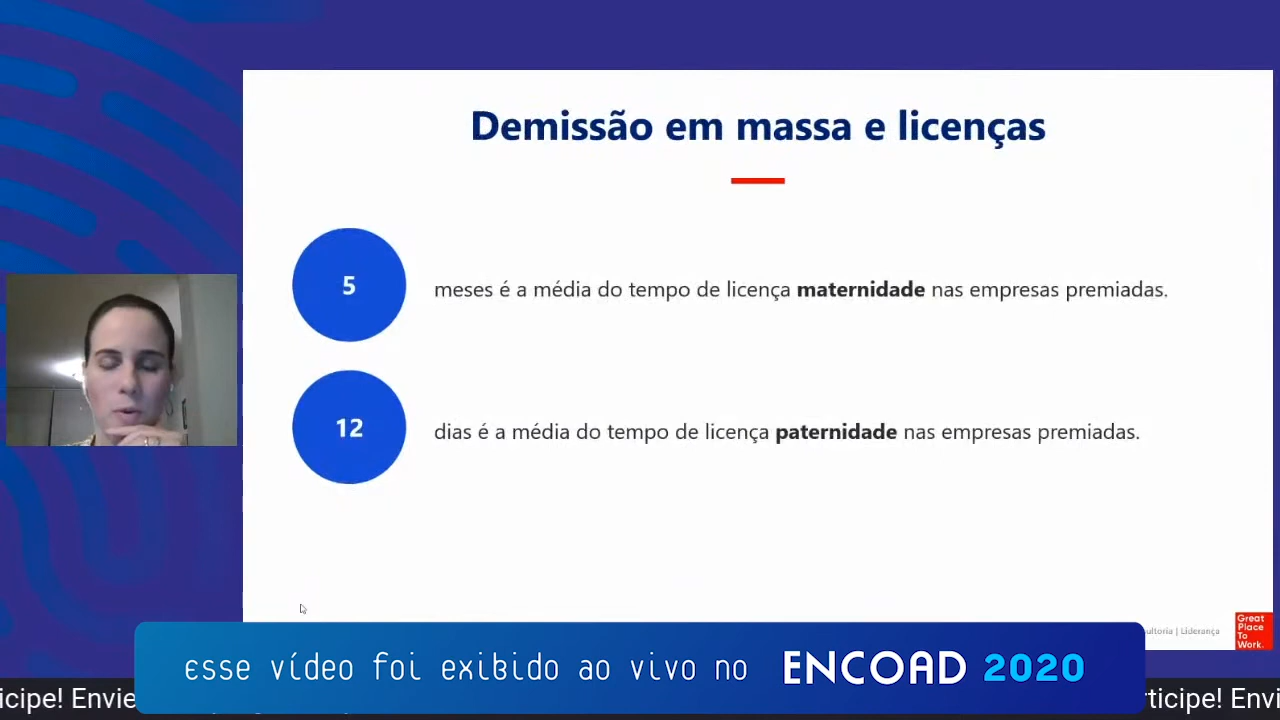 Demissão em massa e licenças
5
meses é a média do tempo de licença maternidade nas empresas premiadas.
12
dias é a média do tempo de licença paternidade nas empresas premiadas.
| Liderança
Great
Place
To
Work.
esse vídeo foi exibido ao vivo no ENCOAD 2020